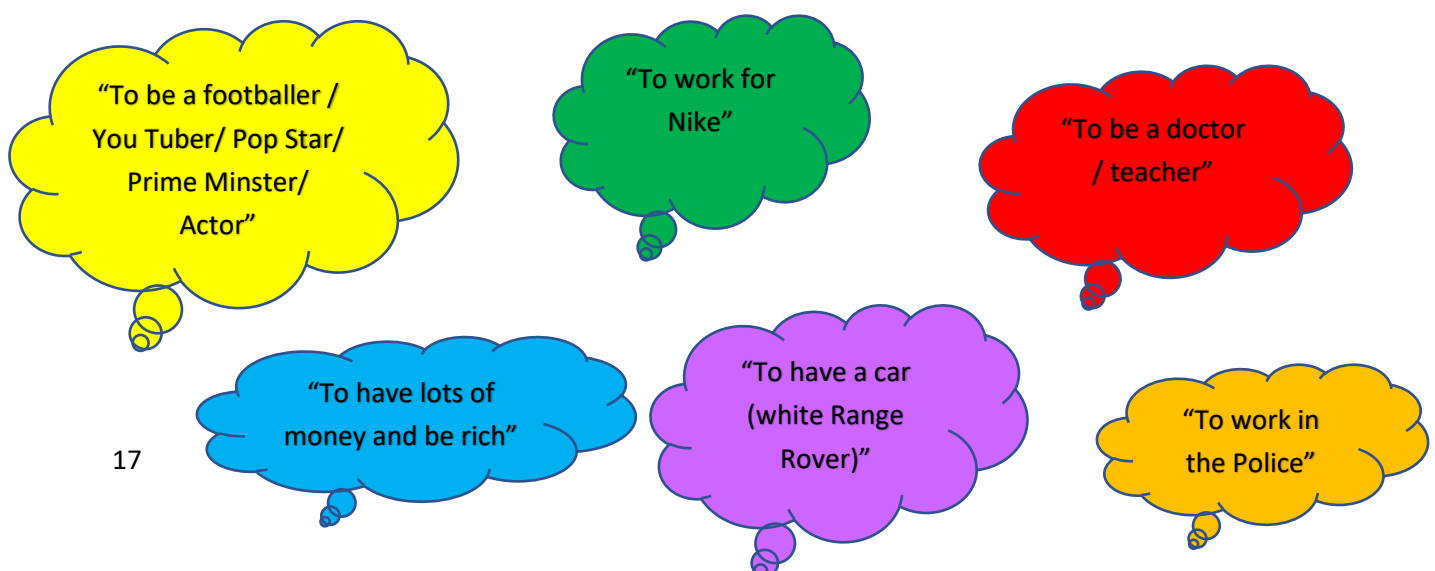 “To be a footballer /
You Tuber/ Pop Star/
Prime Minster/
Actor”
“To work for
Nike”
“To be a doctor
/ teacher”
“To have lots of
money and be rich”
“To have a car
(white Range
Rover)”
“To work in
the Police”
17